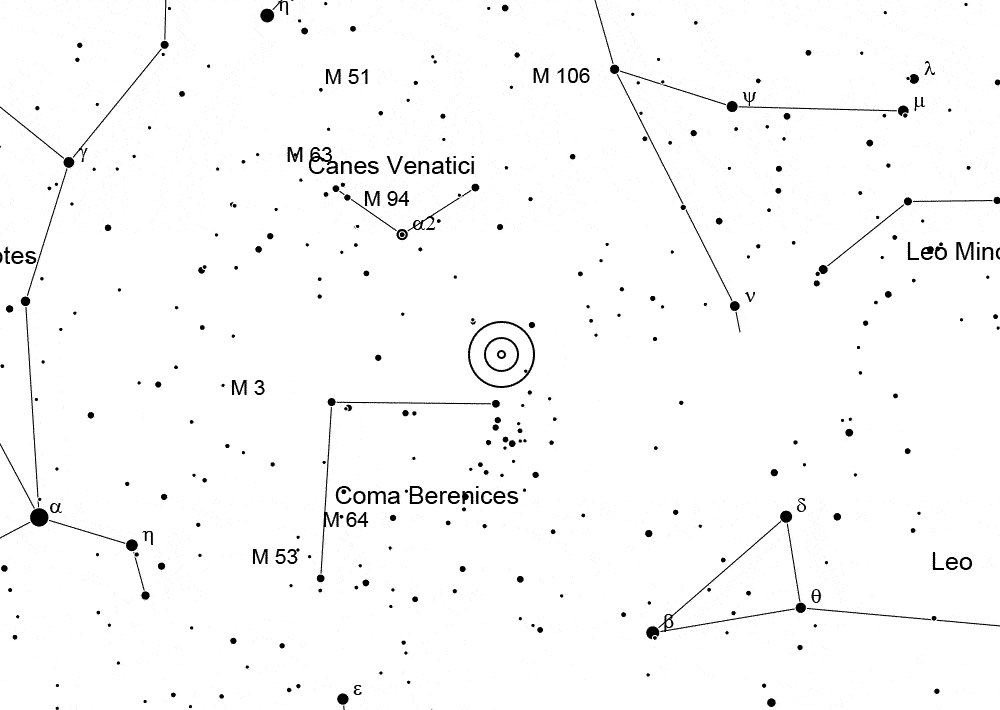 η
M 51
M 106
ψ
λ
μ
γ
M 63
Canes Venatici
M 94
α2
otes
Leo Mino
ν
M 3
Coma Berenices
α
M 64
δ
η
M 53
Leo
θ
β
ε